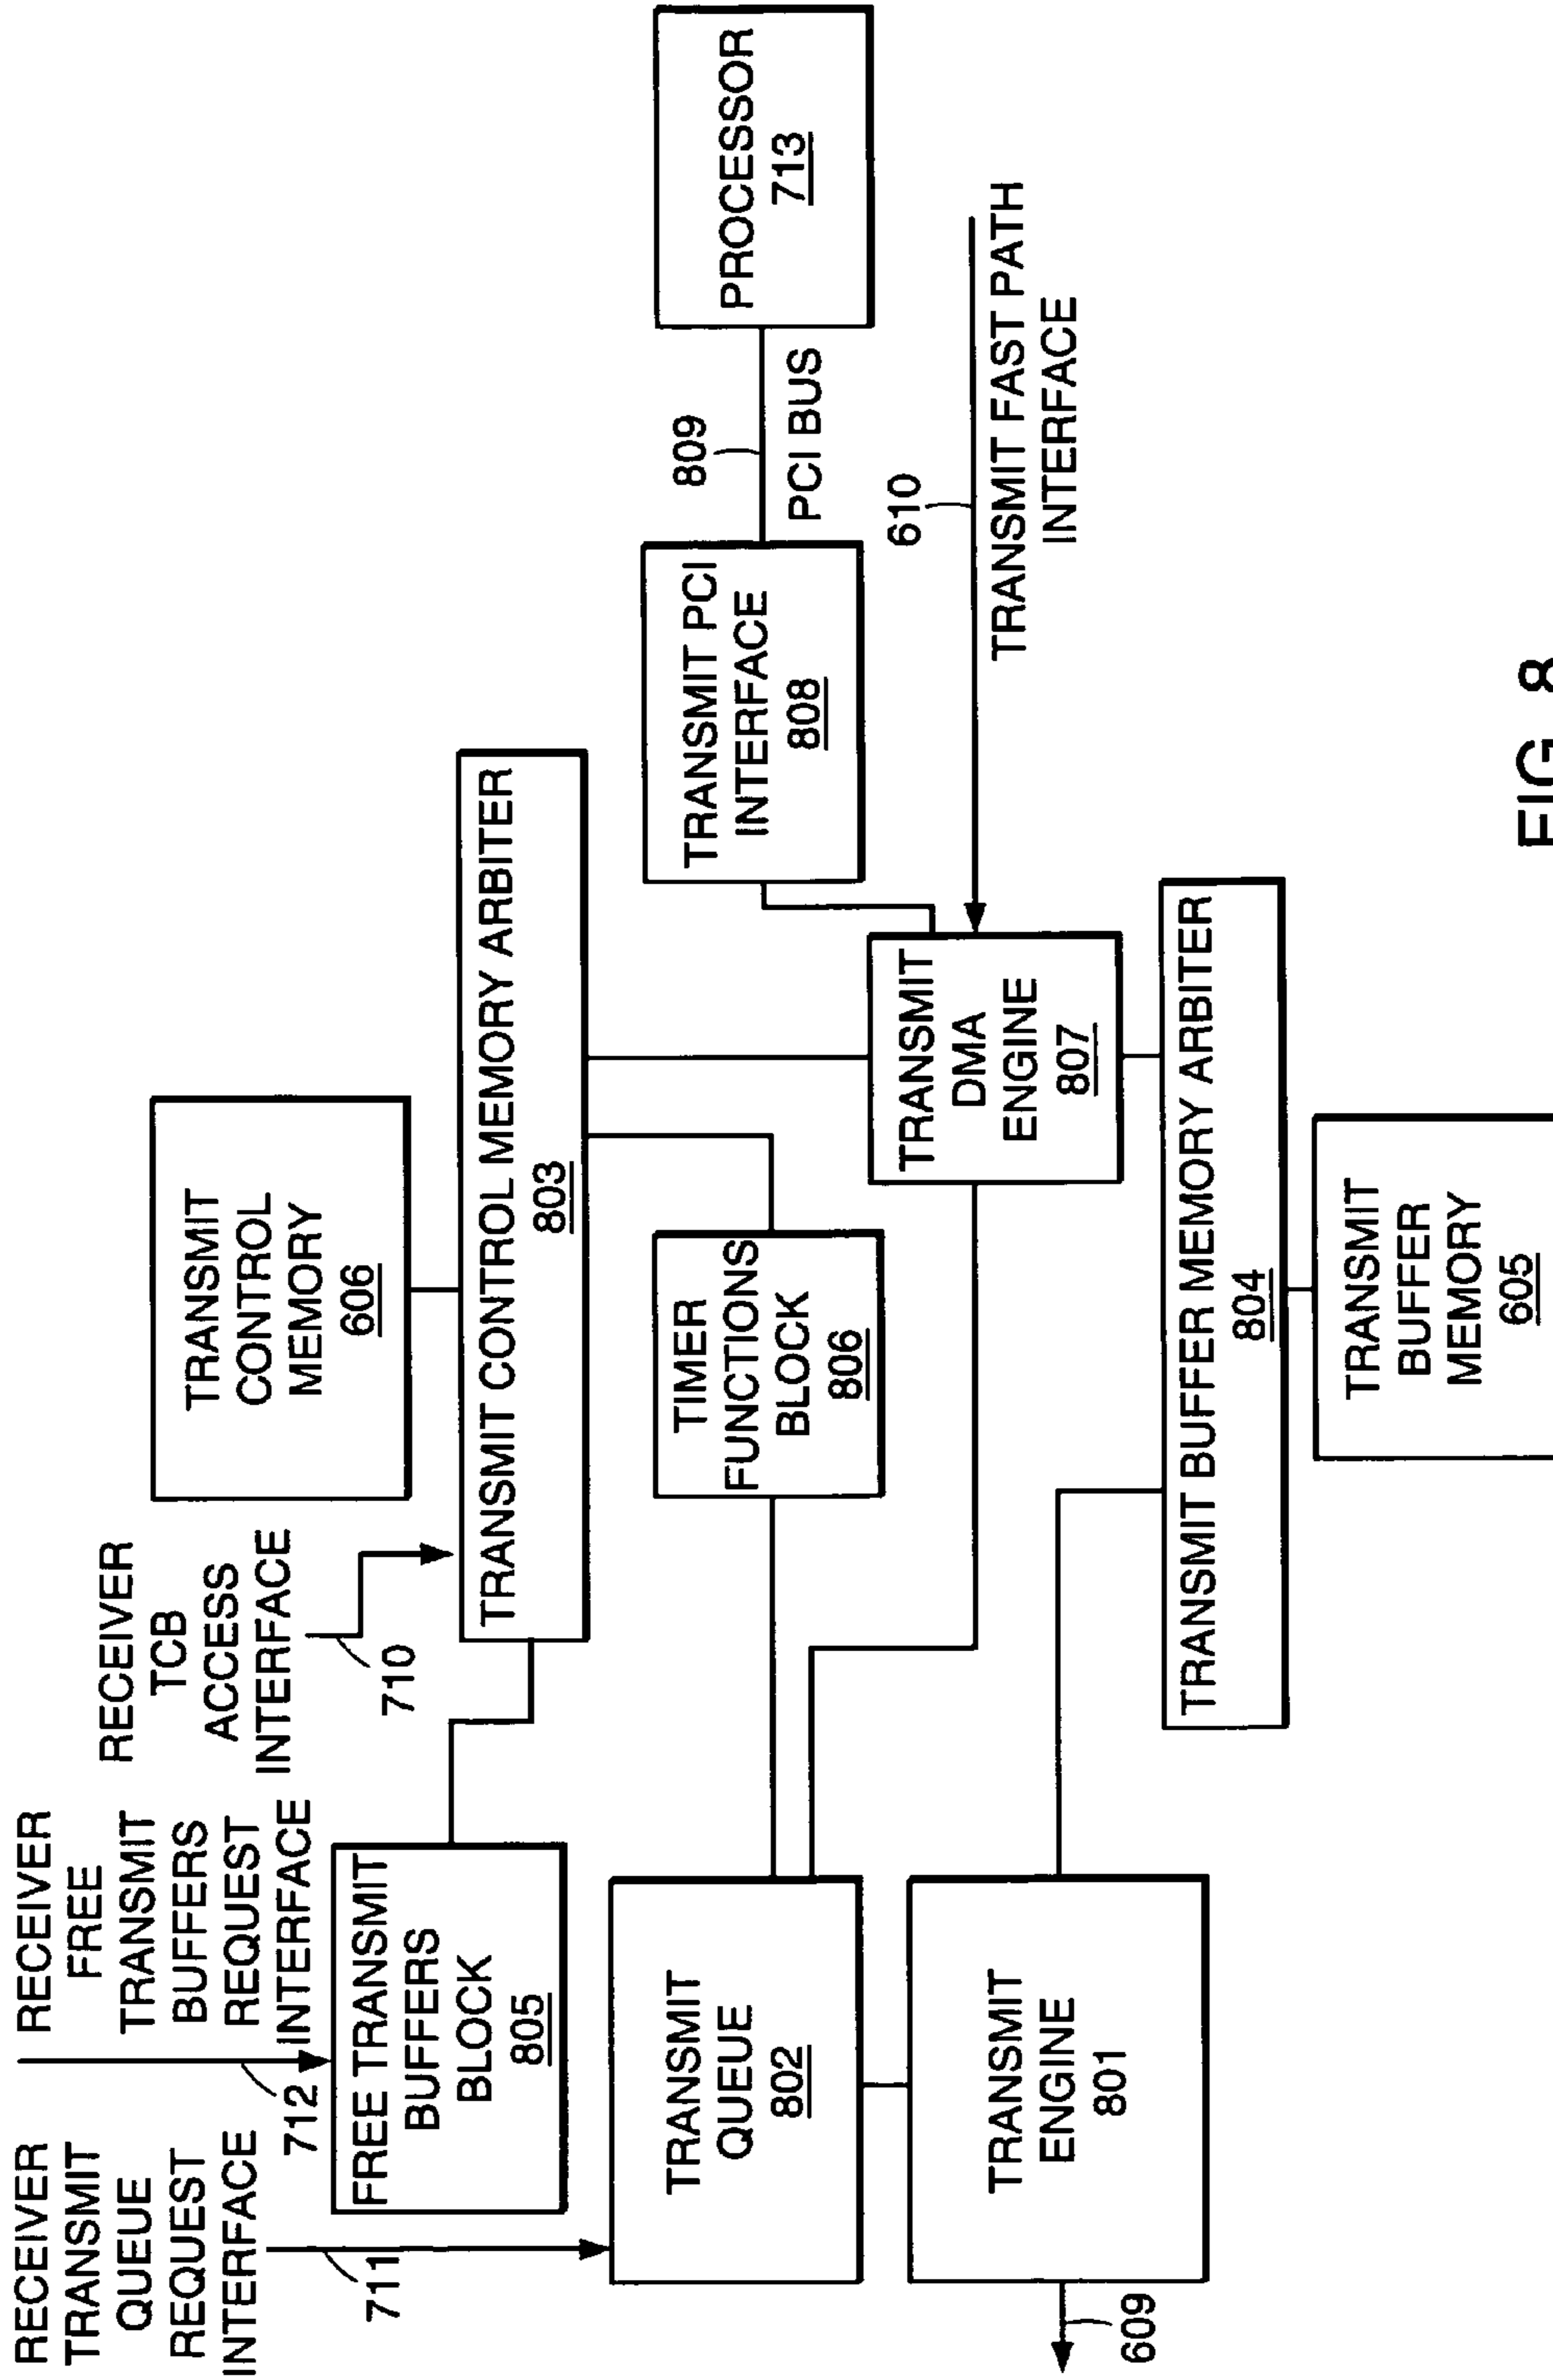 RECEIVER
TRANSMIT
QUEUE
REQUEST
INTERFACE
711
RECEIVER
FREE
TRANSMIT
BUFFERS
REQUEST
INTERFACE
712
RECEIVER
TCB
ACCESS
INTERFACE
710
TRANSMIT
CONTROL
MEMORY
606
FREE TRANSMIT
BUFFERS
BLOCK
805
TRANSMIT CONTROL MEMORY ARBITER
803
TRANSMIT
QUEUE
802
TIMER
FUNCTIONS
BLOCK
806
TRANSMIT PCI
INTERFACE
808
809
PCI BUS
PROCESSOR
713
TRANSMIT
ENGINE
801
609
TRANSMIT
DMA
ENGINE
807
610
TRANSMIT FAST PATH
INTERFACE
TRANSMIT BUFFER MEMORY ARBITER
804
TRANSMIT
BUFFER
MEMORY
605
FIG. 8